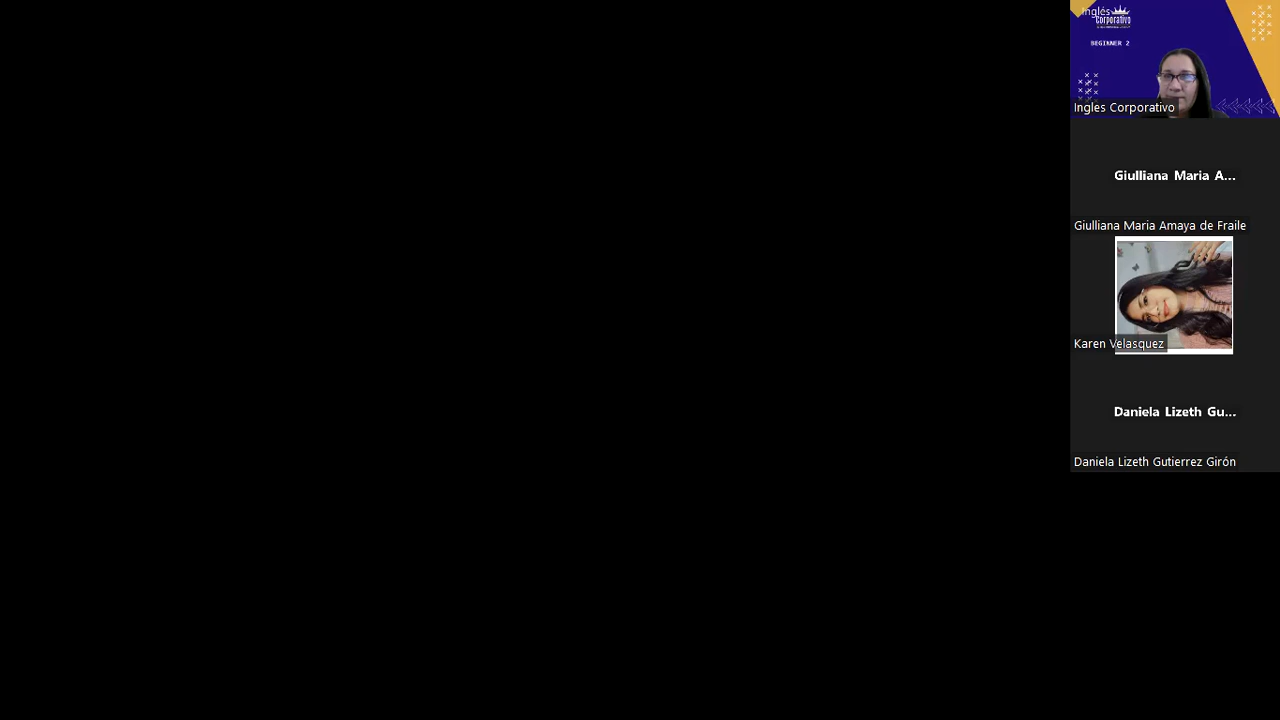 Inglés
Corporativo
BEGINNER 2
Ingles Corporativo
Giulliana Maria A...
Giulliana Maria Amaya de Fraile
Karen Velasquez
Daniela Lizeth Gu...
Daniela Lizeth Gutierrez Girón